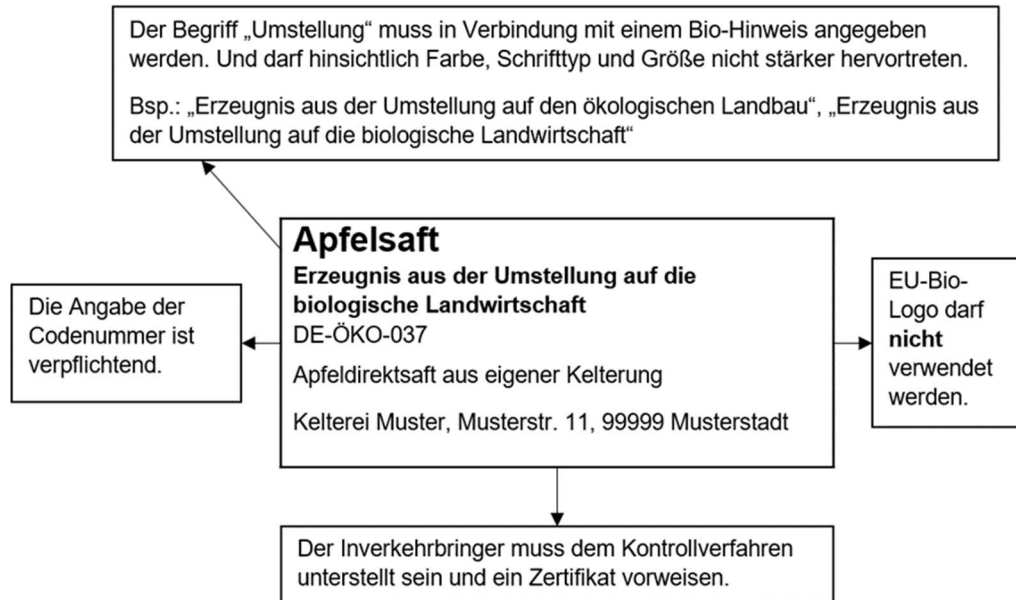 Der Begriff „Umstellung“ muss in Verbindung mit einem Bio-Hinweis angegeben
werden. Und darf hinsichtlich Farbe, Schrifttyp und Größe nicht stärker hervortreten.
Bsp.: „Erzeugnis aus der Umstellung auf den ökologischen Landbau“, „Erzeugnis aus
der Umstellung auf die biologische Landwirtschaft“
Apfelsaft
Erzeugnis aus der Umstellung auf die
biologische Landwirtschaft
DE-ÖKO-037
Apfeldirektsaft aus eigener Kelterung
Kelterei Muster, Musterstr. 11, 99999 Musterstadt
Die Angabe der
Codenummer ist
verpflichtend.
EU-Bio-
Logo darf
nicht
verwendet
werden.
Der Inverkehrbringer muss dem Kontrollverfahren
unterstellt sein und ein Zertifikat vorweisen.